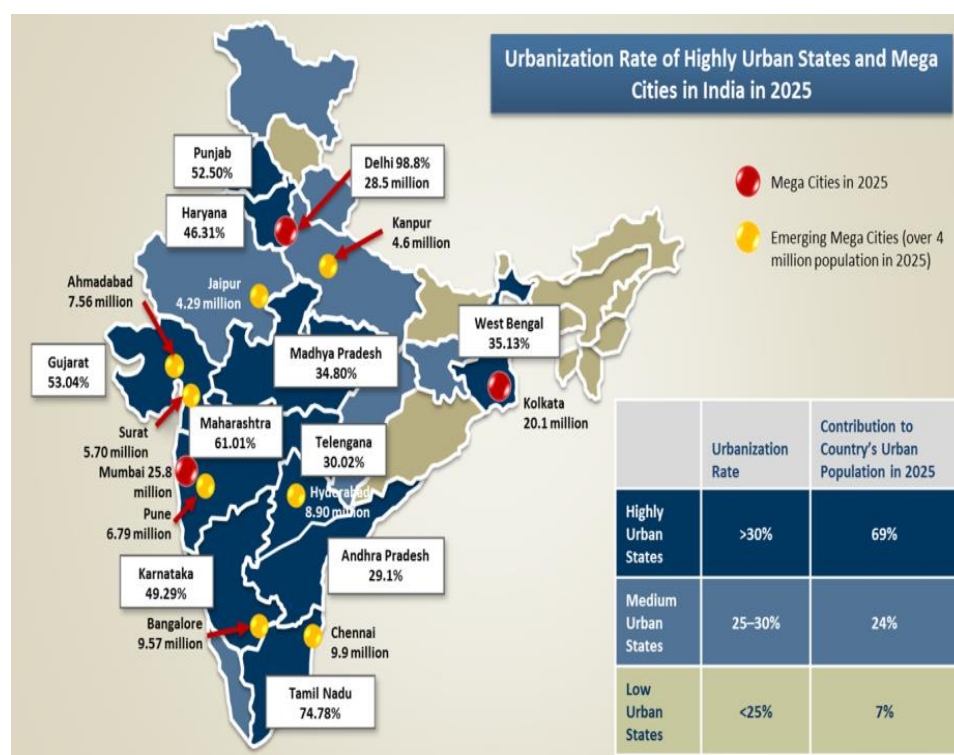 Urbanization Rate of Highly Urban States and Mega
Cities in India in 2025
Mega Cities in 2025
Emerging Mega Cities (over 4
million population in 2025)
Punjab
52.50%
Delhi 98.8%
28.5 million
Haryana
46.31%
Kanpur
4.6 million
Ahmadabad
7.56 million
Jaipur
4.29 million
West Bengal
35.13%
Madhya Pradesh
34.80%
Gujarat
53.04%
Kolkata
20.1 million
Maharashtra
61.01%
Surat
5.70 million
Telengana
30.02%
Mumbai 25.8
million
Hyderabad
8.90 million
Pune
6.79 million
Andhra Pradesh
29.1%
Karnataka
49.29%
Bangalore
9.57 million
Chennai
9.9 million
Tamil Nadu
74.78%
Urbanization
Rate
Contribution to
Country's Urban
Population in 2025
Highly
Urban
States
>30%
69%
Medium
Urban
States
25–30%
24%
Low
Urban
States
<25%
7%